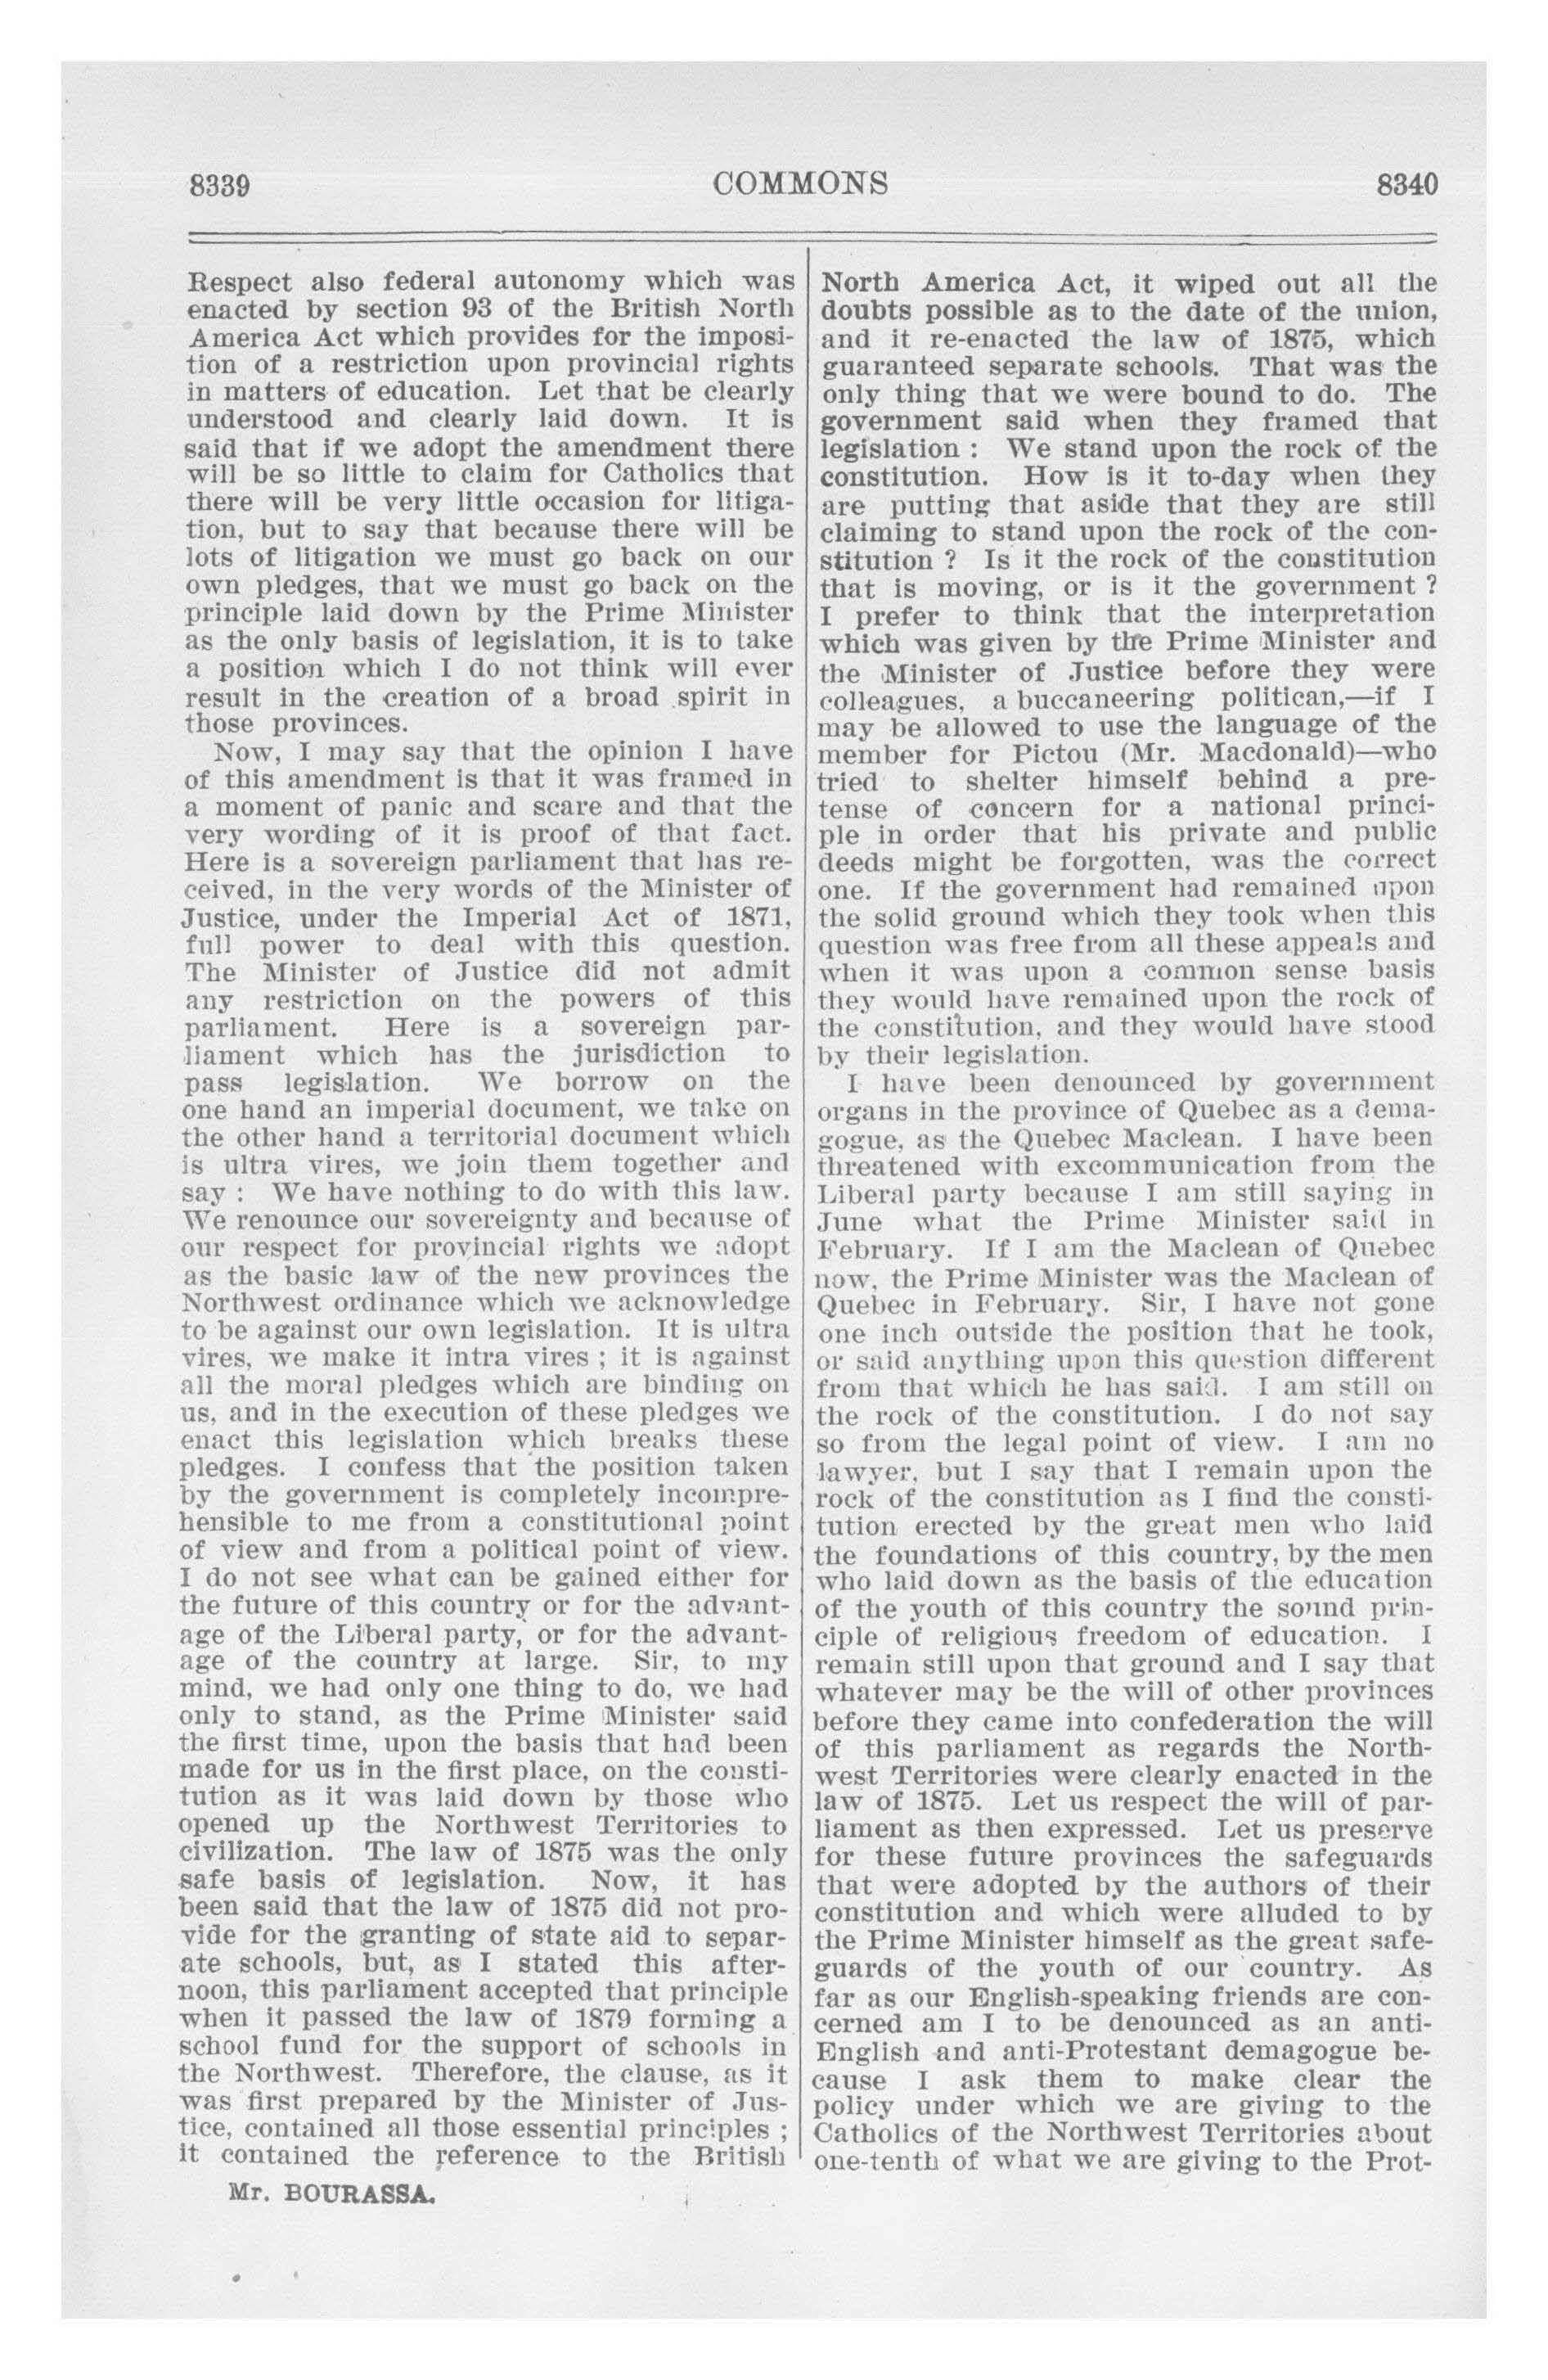 8339
COMMONS
8340
Respect also federal autonomy which was
enacted by section 93 of the British North
America Act which provides for the imposi-
tion of a restriction upon provincial rights
in matters of education. Let that be clearly
understood and clearly laid down. It is
said that if we adopt the amendment there
will be so little to claim for Catholics that
there will be very little occasion for litiga-
tion, but to say that because there will be
lots of litigation we must go back on our
own pledges, that we must go back on the
principle laid down by the Prime Minister
as the only basis of legislation, it is to take
a position which I do not think will ever
result in the creation of a broad spirit in
those provinces.
Now, I may say that the opinion I have
of this amendment is that it was framed in
a moment of panic and scare and that the
very wording of it is proof of that fact.
Here is a sovereign parliament that has re-
ceived, in the very words of the Minister of
Justice, under the Imperial Act of 1871,
full power to deal with this question.
The Minister of Justice did not admit
any restriction on the powers of this
parliament. Here is a sovereign par-
liament which has the jurisdiction to
pass legislation. We borrow on the
one hand an imperial document, we take on
the other hand a territorial document which
is ultra vires, we join them together and
say : We have nothing to do with this law.
We renounce our sovereignty and because of
our respect for provincial rights we adopt
as the basic law of the new provinces the
Northwest ordinance which we acknowledge
to be against our own legislation. It is ultra
vires, we make it intra vires ; it is against
all the moral pledges which are binding on
us, and in the execution of these pledges we
enact this legislation which breaks these
pledges. I confess that the position taken
by the government is completely incompre-
hensible to me from a constitutional point
of view and from a political point of view.
I do not see what can be gained either for
the future of this country or for the advant-
age of the Liberal party, or for the advant-
age of the country at large. Sir, to my
mind, we had only one thing to do, we had
only to stand, as the Prime Minister said
the first time, upon the basis that had been
made for us in the first place, on the consti-
tution as it was laid down by those who
opened up the Northwest Territories to
civilization. The law of 1875 was the only
safe basis of legislation. Now, it has
been said that the law of 1875 did not pro-
vide for the granting of state aid to separ-
ate schools, but, as I stated this after-
noon, this parliament accepted that principle
when it passed the law of 1879 forming a
school fund for the support of schools in
the Northwest. Therefore, the clause, as it
was first prepared by the Minister of Jus-
tice, contained all those essential principles ;
it contained the reference to the British
Mr. BOURASSA.
North America Act, it wiped out all the
doubts possible as to the date of the union,
and it re-enacted the law of 1875, which
guaranteed separate schools. That was the
only thing that we were bound to do. The
government said when they framed that
legislation : We stand upon the rock of the
constitution. How is it to-day when they
are putting that aside that they are still
claiming to stand upon the rock of the con-
stitution ? Is it the rock of the constitution
that is moving, or is it the government ?
I prefer to think that the interpretation
which was given by the Prime Minister and
the Minister of Justice before they were
colleagues, a buccaneering politican,—if I
may be allowed to use the language of the
member for Pictou (Mr. Macdonald)—who
tried to shelter himself behind a pre-
tense of concern for a national princi-
ple in order that his private and public
deeds might be forgotten, was the correct
one. If the government had remained upon
the solid ground which they took when this
question was free from all these appeals and
when it was upon a common sense basis
they would have remained upon the rock of
the constitution, and they would have stood
by their legislation.
I have been denounced by government
organs in the province of Quebec as a dema-
gogue, as the Quebec Maclean. I have been
threatened with excommunication from the
Liberal party because I am still saying in
June what the Prime Minister said in
February. If I am the Maclean of Quebec
now, the Prime Minister was the Maclean of
Quebec in February. Sir, I have not gone
one inch outside the position that he took,
or said anything upon this question different
from that which he has said. I am still on
the rock of the constitution. I do not say
so from the legal point of view. I am no
lawyer, but I say that I remain upon the
rock of the constitution as I find the consti-
tution erected by the great men who laid
the foundations of this country, by the men
who laid down as the basis of the education
of the youth of this country the sound prin-
ciple of religious freedom of education. I
remain still upon that ground and I say that
whatever may be the will of other provinces
before they came into confederation the will
of this parliament as regards the North-
west Territories were clearly enacted in the
law of 1875. Let us respect the will of par-
liament as then expressed. Let us preserve
for these future provinces the safeguards
that were adopted by the authors of their
constitution and which were alluded to by
the Prime Minister himself as the great safe-
guards of the youth of our country. As
far as our English-speaking friends are con-
cerned am I to be denounced as an anti-
English and anti-Protestant demagogue be-
cause I ask them to make clear the
policy under which we are giving to the
Catholics of the Northwest Territories about
one-tenth of what we are giving to the Prot-